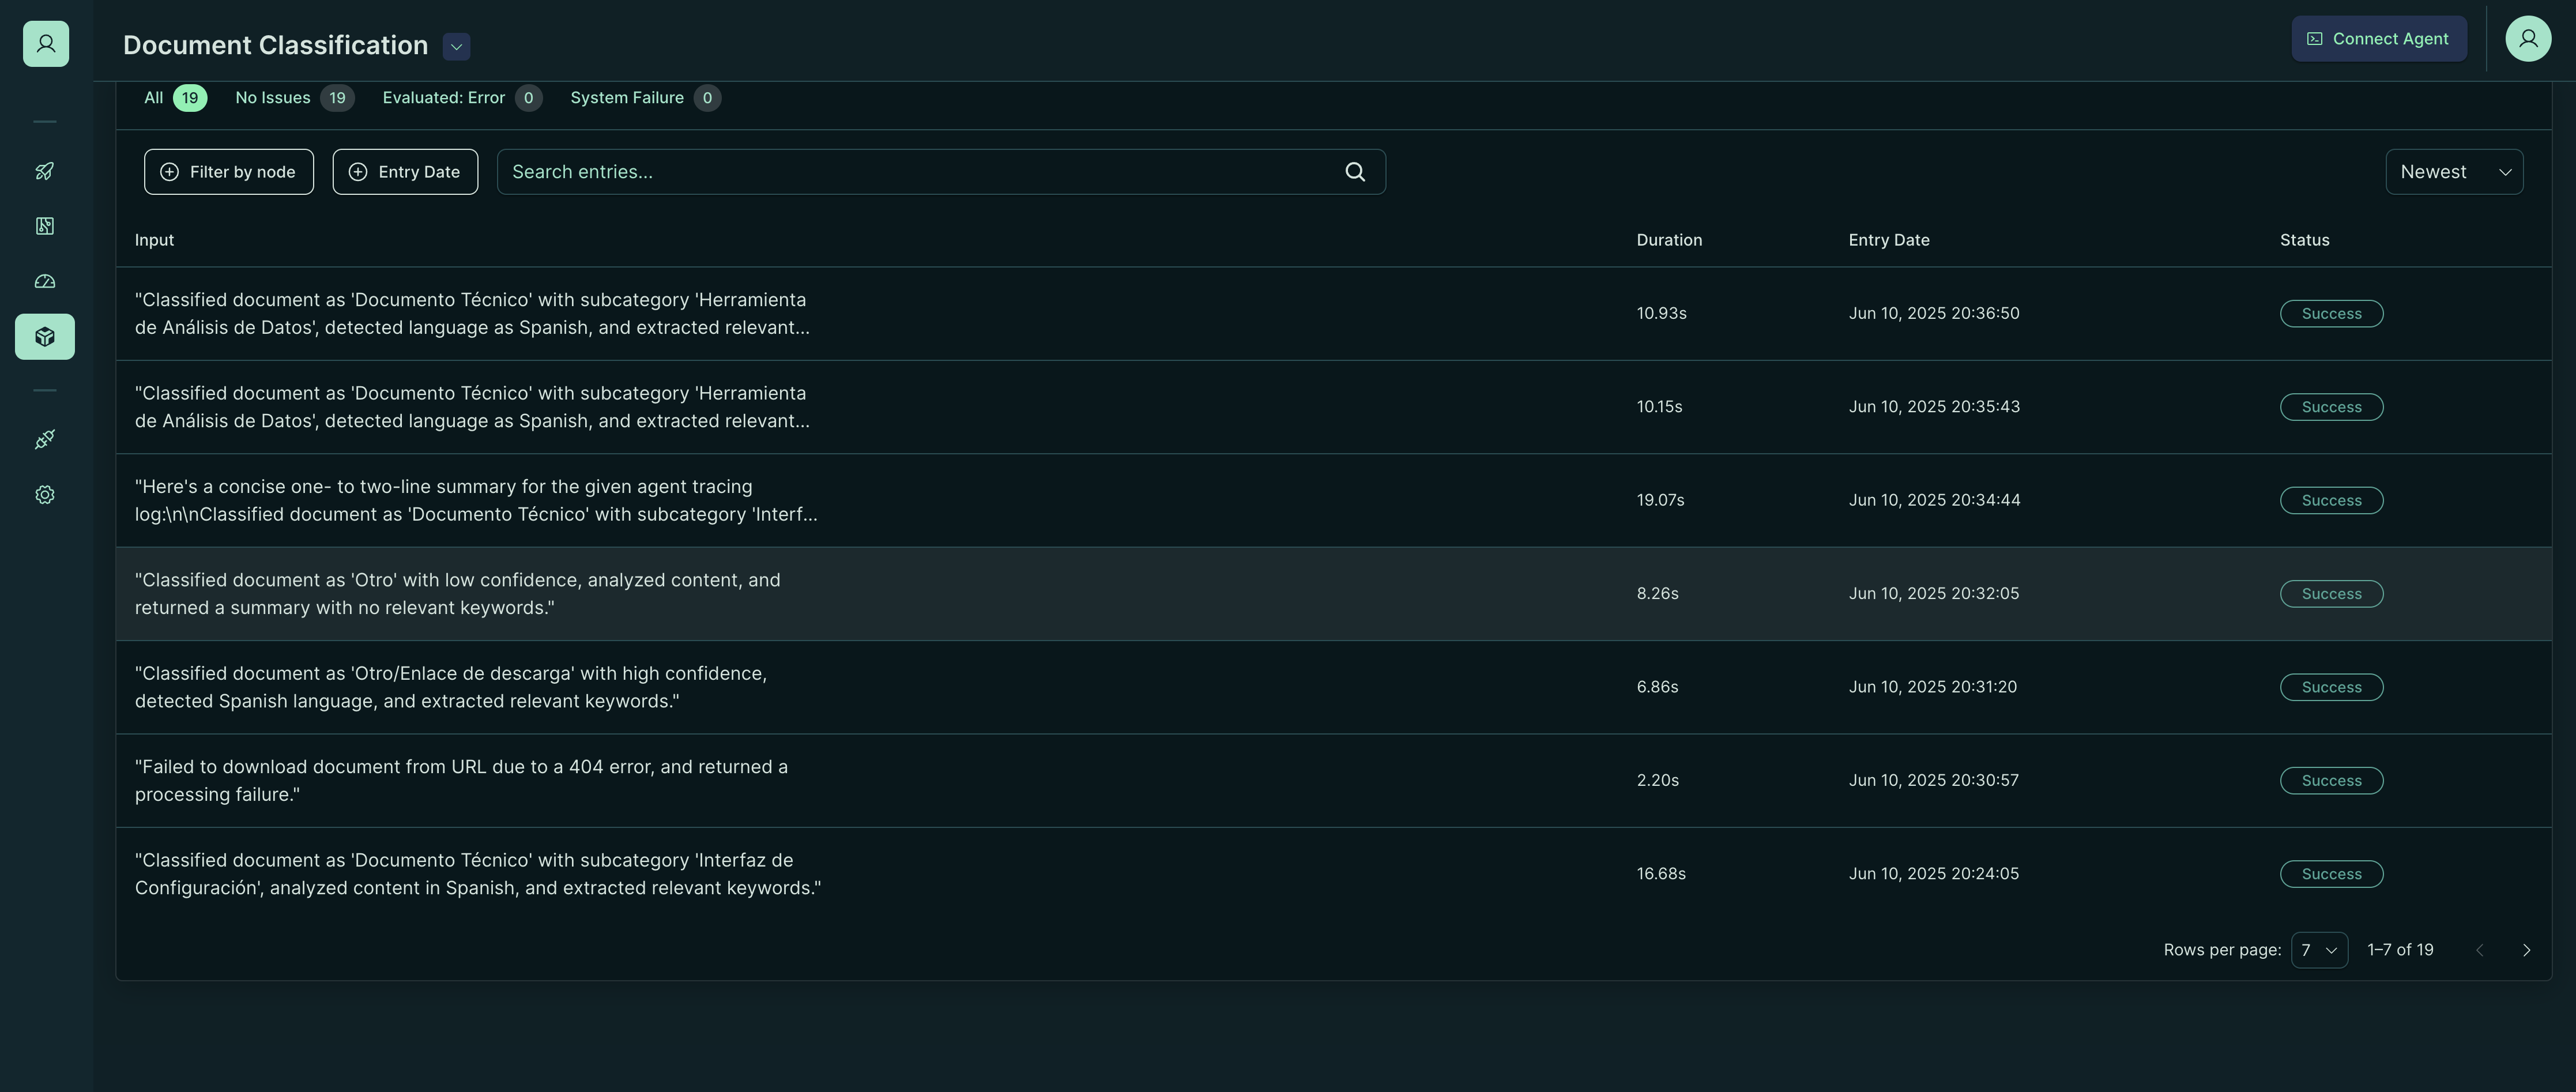 Document Classification
Connect Agent
All 19 No Issues 19 Evaluated: Error 0 System Failure 0
Filter by node Entry Date Search entries... Newest
Input Duration Entry Date Status
"Classified document as 'Documento Técnico' with subcategory 'Herramienta
de Análisis de Datos', detected language as Spanish, and extracted relevant...
10.93s Jun 10, 2025 20:36:50 Success
"Classified document as 'Documento Técnico' with subcategory 'Herramienta
de Análisis de Datos', detected language as Spanish, and extracted relevant...
10.15s Jun 10, 2025 20:35:43 Success
"Here's a concise one- to two-line summary for the given agent tracing
log:\n\nClassified document as 'Documento Técnico' with subcategory 'Interf...
19.07s Jun 10, 2025 20:34:44 Success
"Classified document as 'Otro' with low confidence, analyzed content, and
returned a summary with no relevant keywords."
8.26s Jun 10, 2025 20:32:05 Success
"Classified document as 'Otro/Enlace de descarga' with high confidence,
detected Spanish language, and extracted relevant keywords."
6.86s Jun 10, 2025 20:31:20 Success
"Failed to download document from URL due to a 404 error, and returned a
processing failure."
2.20s Jun 10, 2025 20:30:57 Success
"Classified document as 'Documento Técnico' with subcategory 'Interfaz de
Configuración', analyzed content in Spanish, and extracted relevant keywords."
16.68s Jun 10, 2025 20:24:05 Success
Rows per page: 7 1–7 of 19